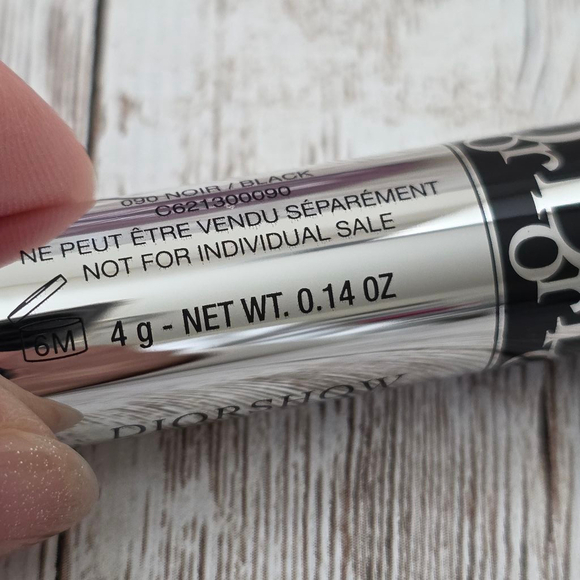 090 NOIR / BLACK
C621300090
NE PEUT ÊTRE VENDU SÉPARÉMENT
NOT FOR INDIVIDUAL SALE
6M
4 g - NET WT. 0.14 OZ
DIORSHOW